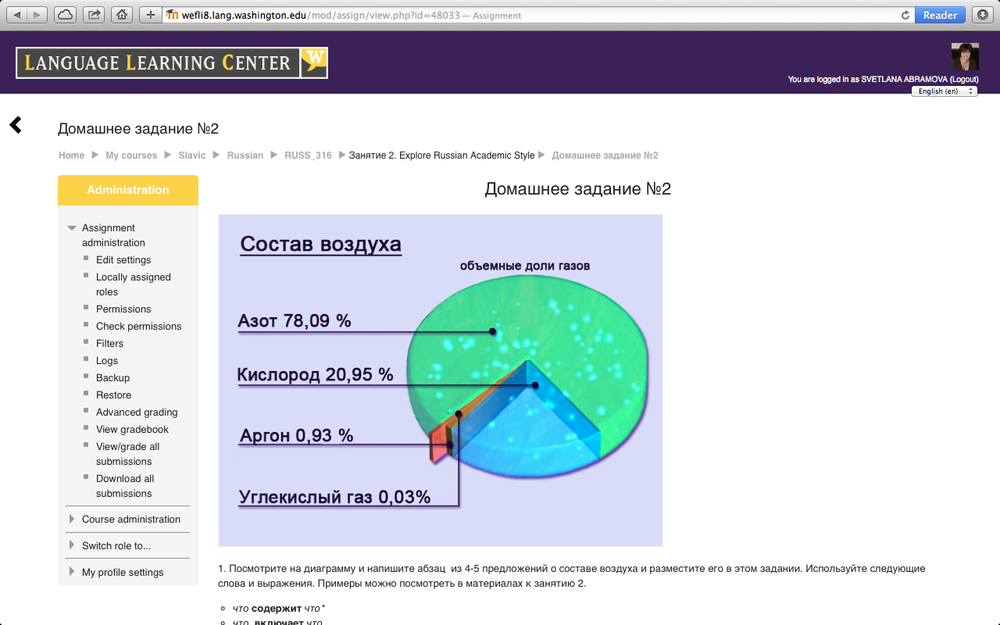 wefli8.lang.washington.edu/mod/assign/view.php?id=48033 — Assignment
Reader
LANGUAGE LEARNING CENTER
W
You are logged in as SVETLANA ABRAMOVA (Logout)
English (en)
Домашнее задание №2
Home ► My courses ► Slavic ► Russian ► RUSS_316 ► Занятие 2. Explore Russian Academic Style ► Домашнее задание №2
Administration
Assignment
administration
Edit settings
Locally assigned
roles
Permissions
Check permissions
Filters
Logs
Backup
Restore
Advanced grading
View gradebook
View/grade all
submissions
Download all
submissions
Course administration
Switch role to...
My profile settings
Домашнее задание №2
Состав воздуха
объемные доли газов
Азот 78,09 %
Кислород 20,95 %
Аргон 0,93 %
Углекислый газ 0,03%
1. Посмотрите на диаграмму и напишите абзац из 4-5 предложений о составе воздуха и разместите его в этом задании. Используйте следующие
слова и выражения. Примеры можно посмотреть в материалах к занятию 2.
что содержит что*
что включает что